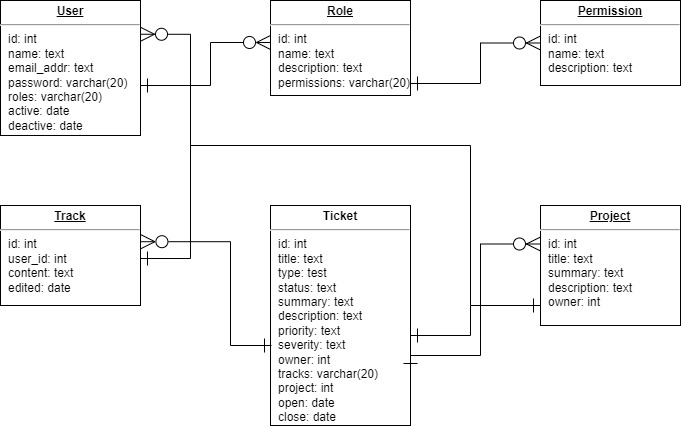 User
id: int
name: text
email_addr: text
password: varchar(20)
roles: varchar(20)
active: date
deactive: date
Role
id: int
name: text
description: text
permissions: varchar(20)
Permission
id: int
name: text
description: text
Track
id: int
user_id: int
content: text
edited: date
Ticket
id: int
title: text
type: test
status: text
summary: text
description: text
priority: text
severity: text
owner: int
tracks: varchar(20)
project: int
open: date
close: date
Project
id: int
title: text
summary: text
description: text
owner: int